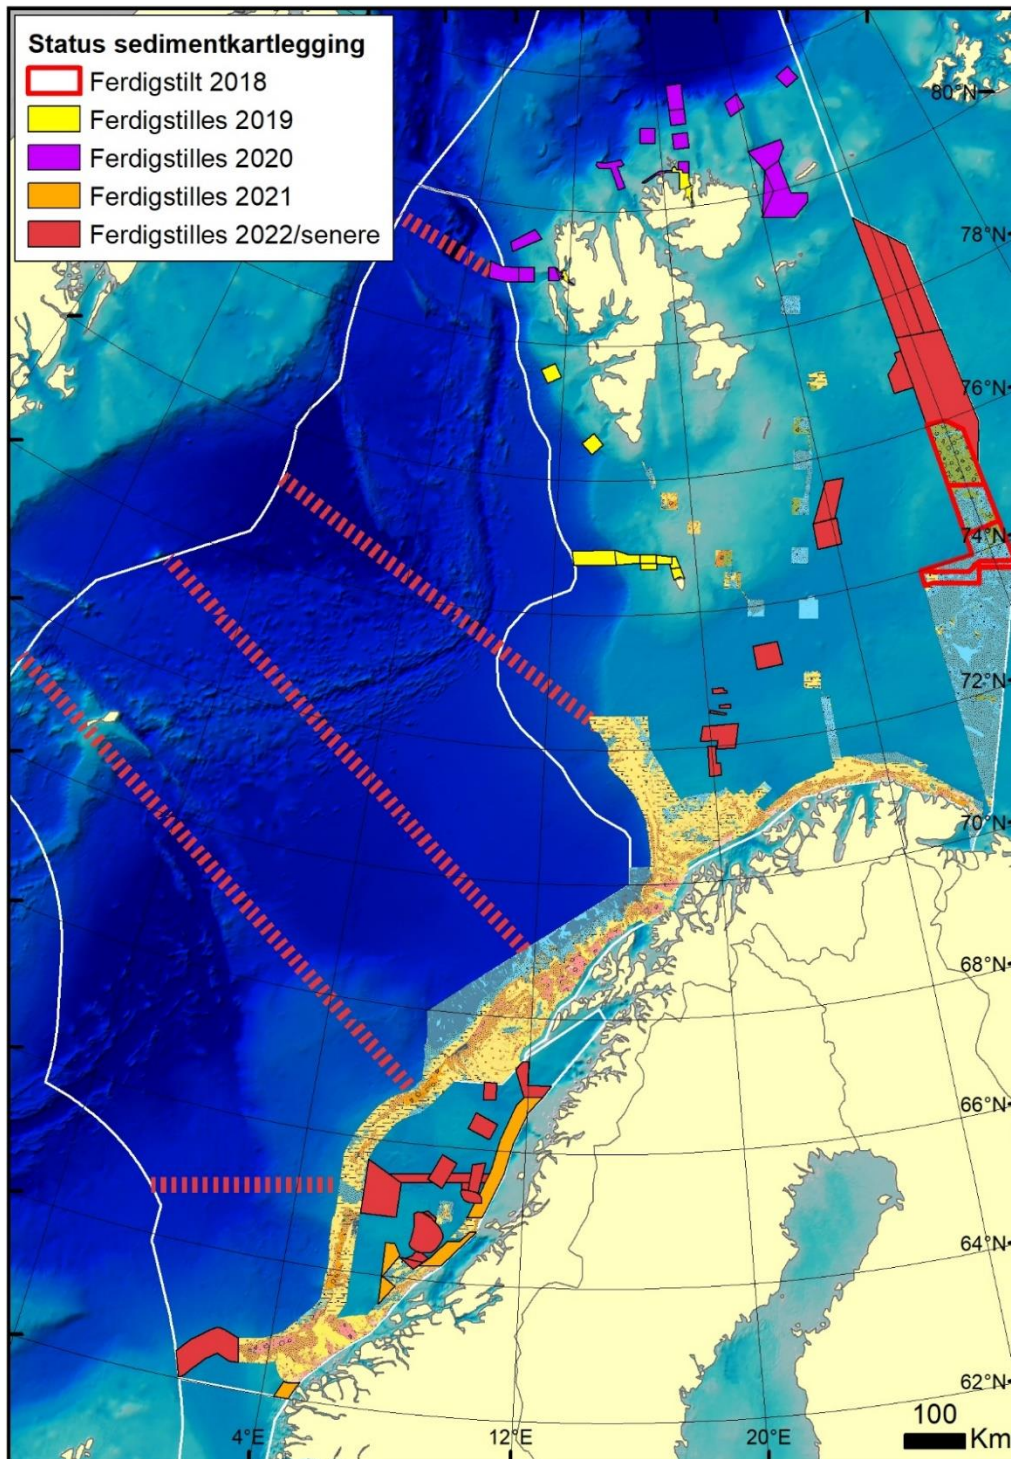 Status sedimentkartlegging
Ferdigstilt 2018
Ferdigstilles 2019
Ferdigstilles 2020
Ferdigstilles 2021
Ferdigstilles 2022/senere
80°N
78°N
76°N
74°N
72°N
70°N
68°N
66°N
64°N
62°N
4°E
12°E
20°E
100
Km